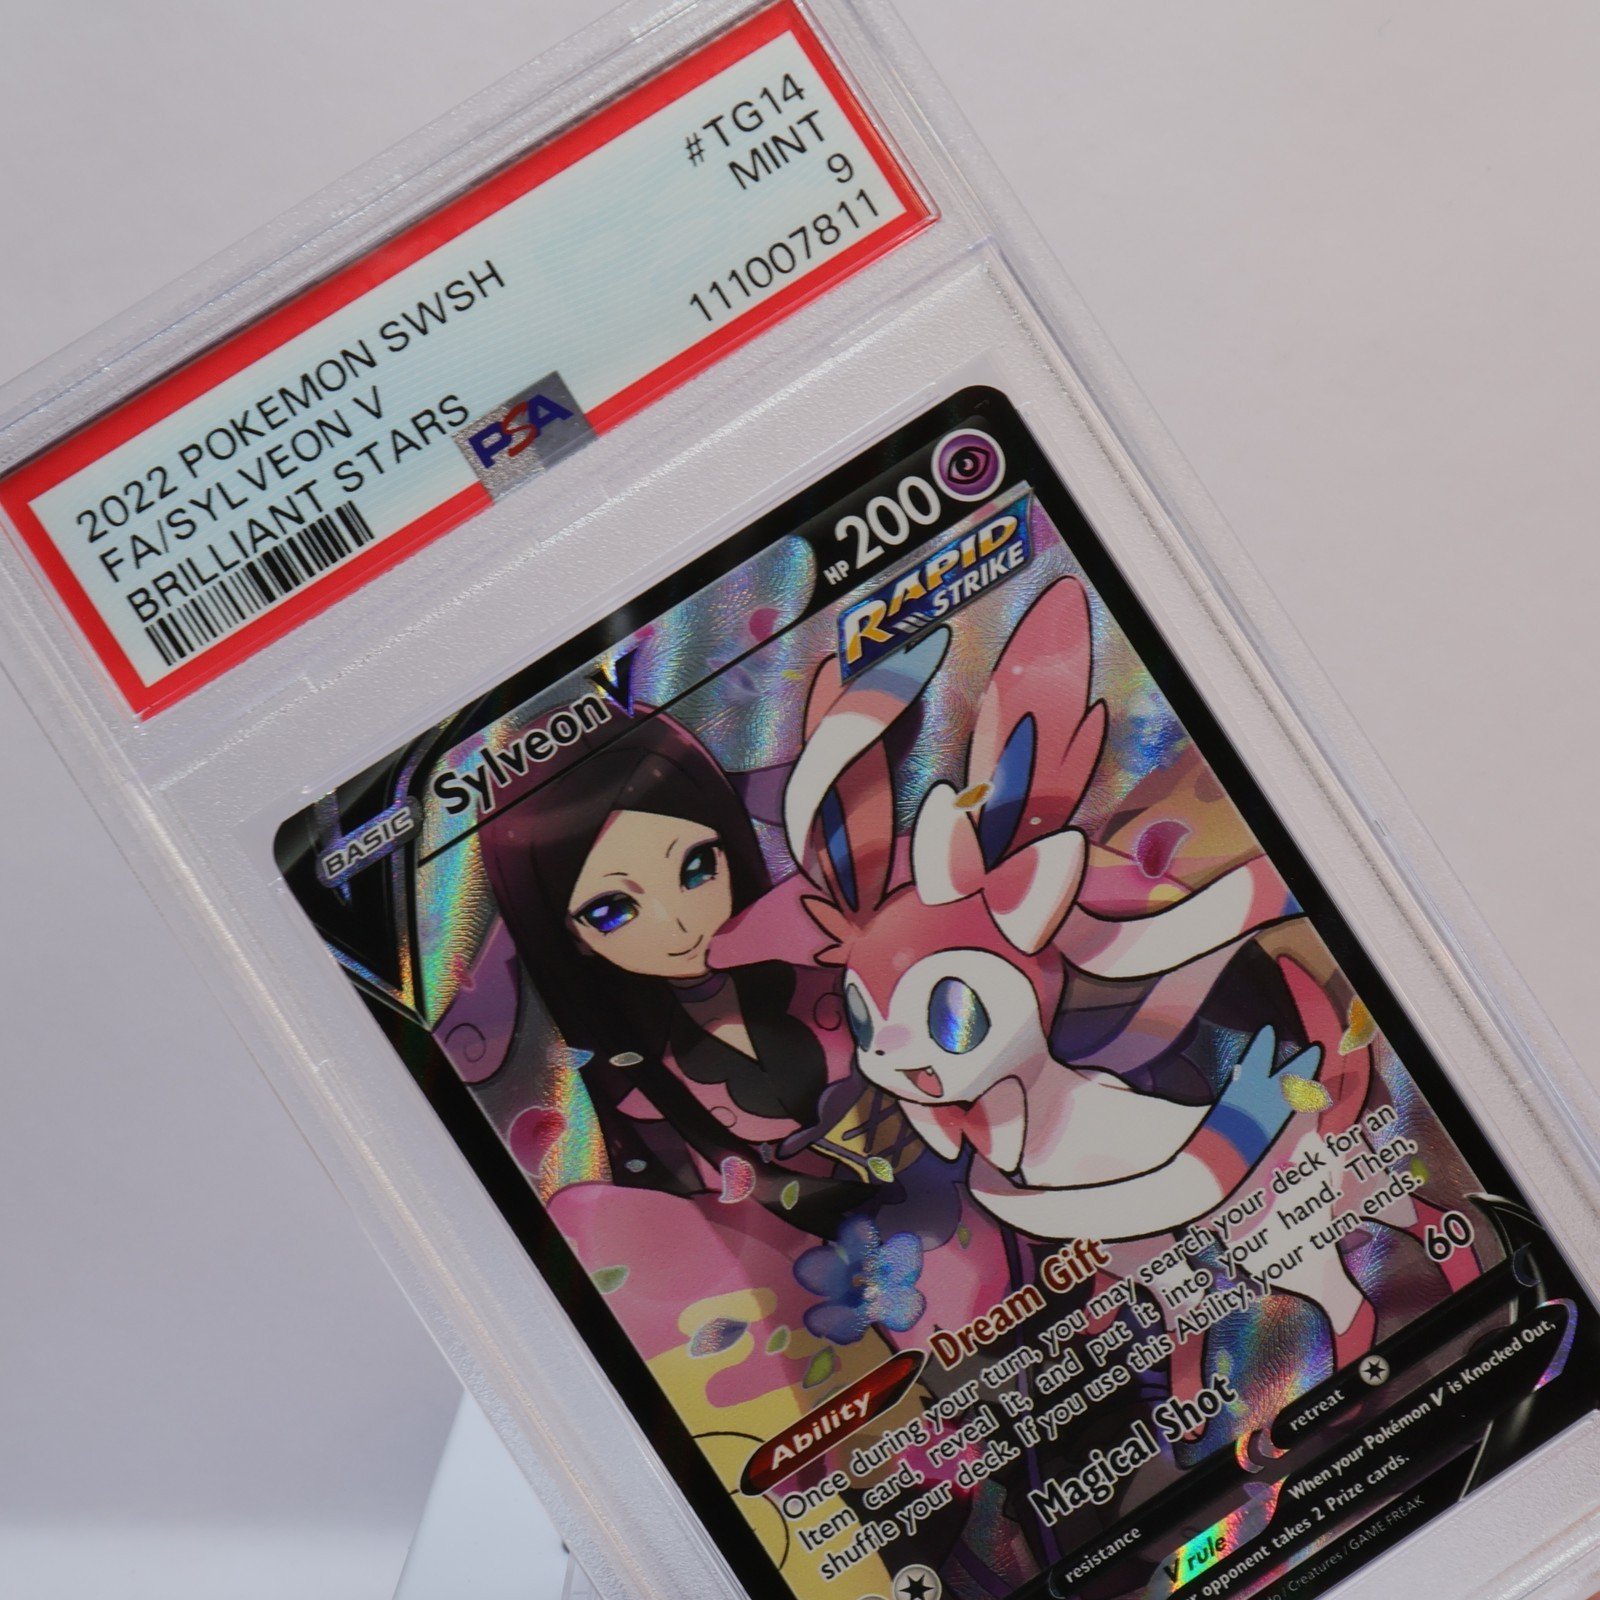 2022 POKEMON SWSH
#TG14
FA/SYLVEON V
MINT
BRILLIANT STARS
9
PSA
111007811
BASIC
Sylveon V
HP 200
RAPID
STRIKE
Ability
Dream Gift
Once during your turn, you may search your deck for an
Item card, reveal it, and put it into your hand. Then,
shuffle your deck. If you use this Ability, your turn ends.
Magical Shot
60
resistance
retreat
V rule
When your Pokémon V is Knocked Out,
opponent takes 2 Prize cards.
/Creatures/GAME FREAK